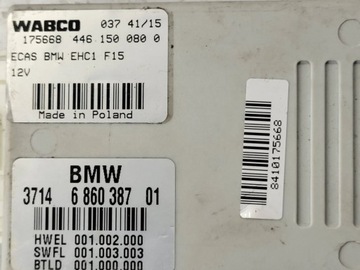 WABCO 037 41/15
175668 446 150 080 0
ECAS BMW EHC1 F15
12V
Made in Poland
BMW
3714 6 860 387 01
HWEL 001.002.000
SWFL 001.003.003
BTLD 001.000.000
8410175668